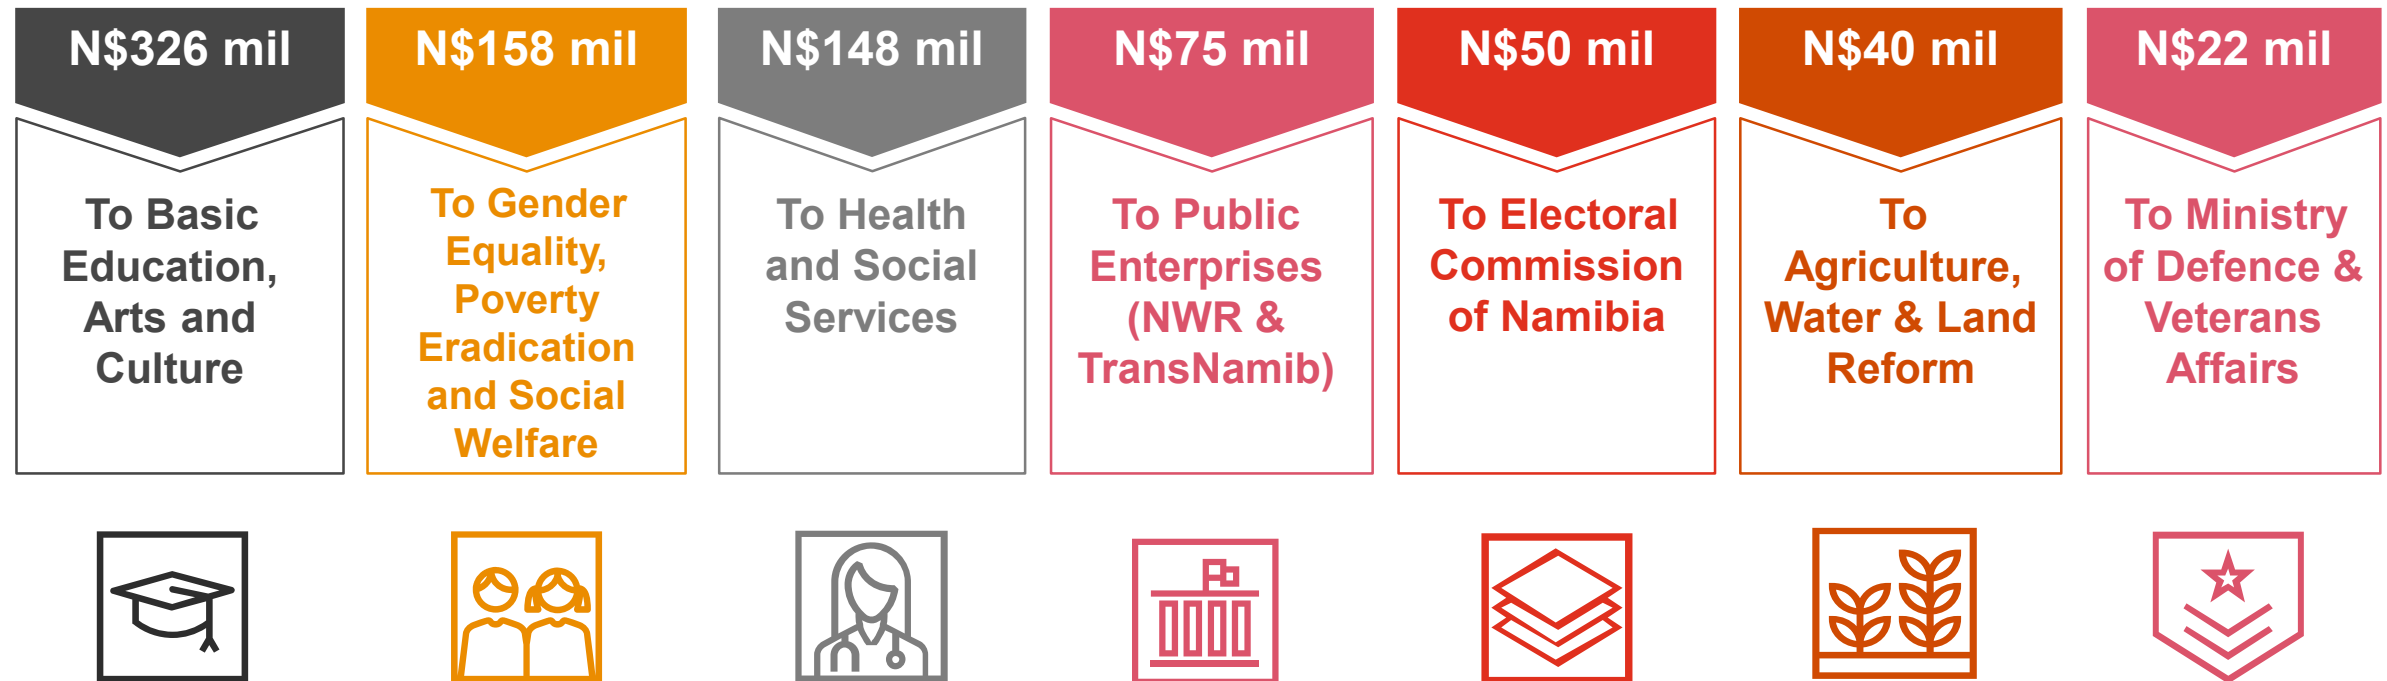 N$326 mil
To Basic
Education,
Arts and
Culture
N$158 mil
To Gender
Equality,
Poverty
Eradication
and Social
Welfare
N$148 mil
To Health
and Social
Services
N$75 mil
To Public
Enterprises
(NWR &
TransNamib)
N$50 mil
To Electoral
Commission
of Namibia
N$40 mil
To
Agriculture,
Water & Land
Reform
N$22 mil
To Ministry
of Defence &
Veterans
Affairs